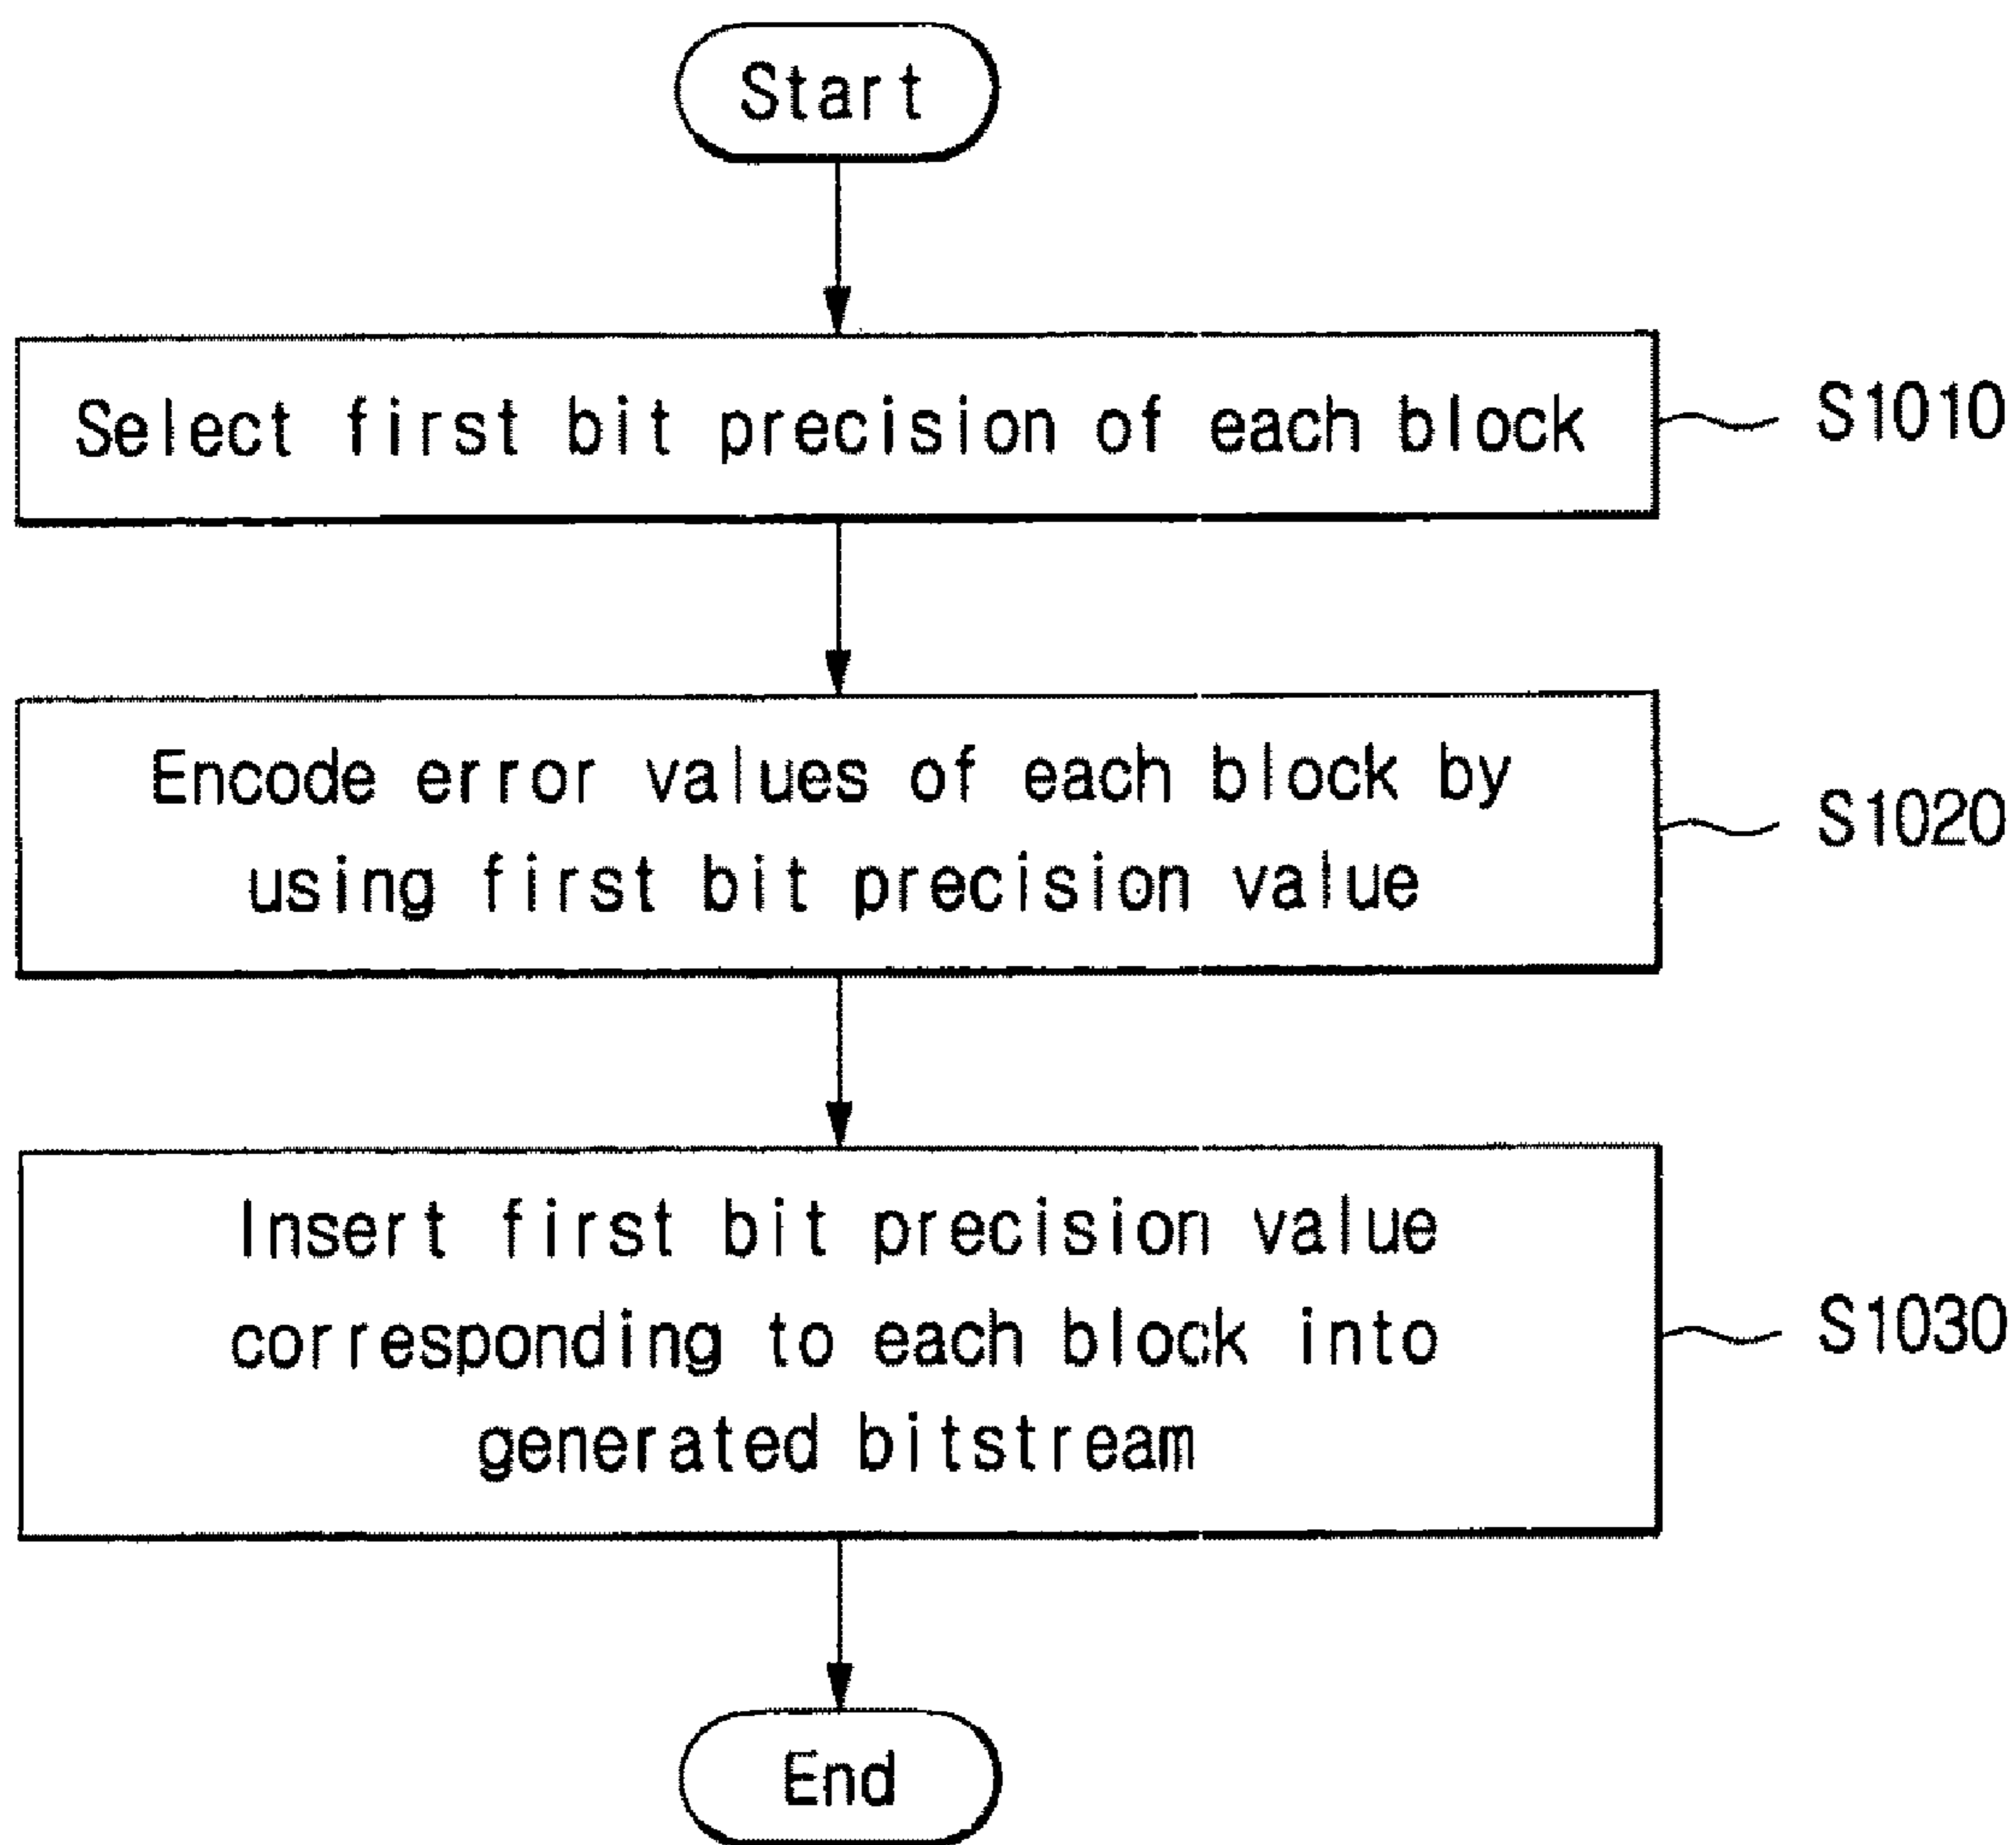 Start
Select first bit precision of each block
S1010
Encode error values of each block by
using first bit precision value
S1020
Insert first bit precision value
corresponding to each block into
generated bitstream
S1030
End